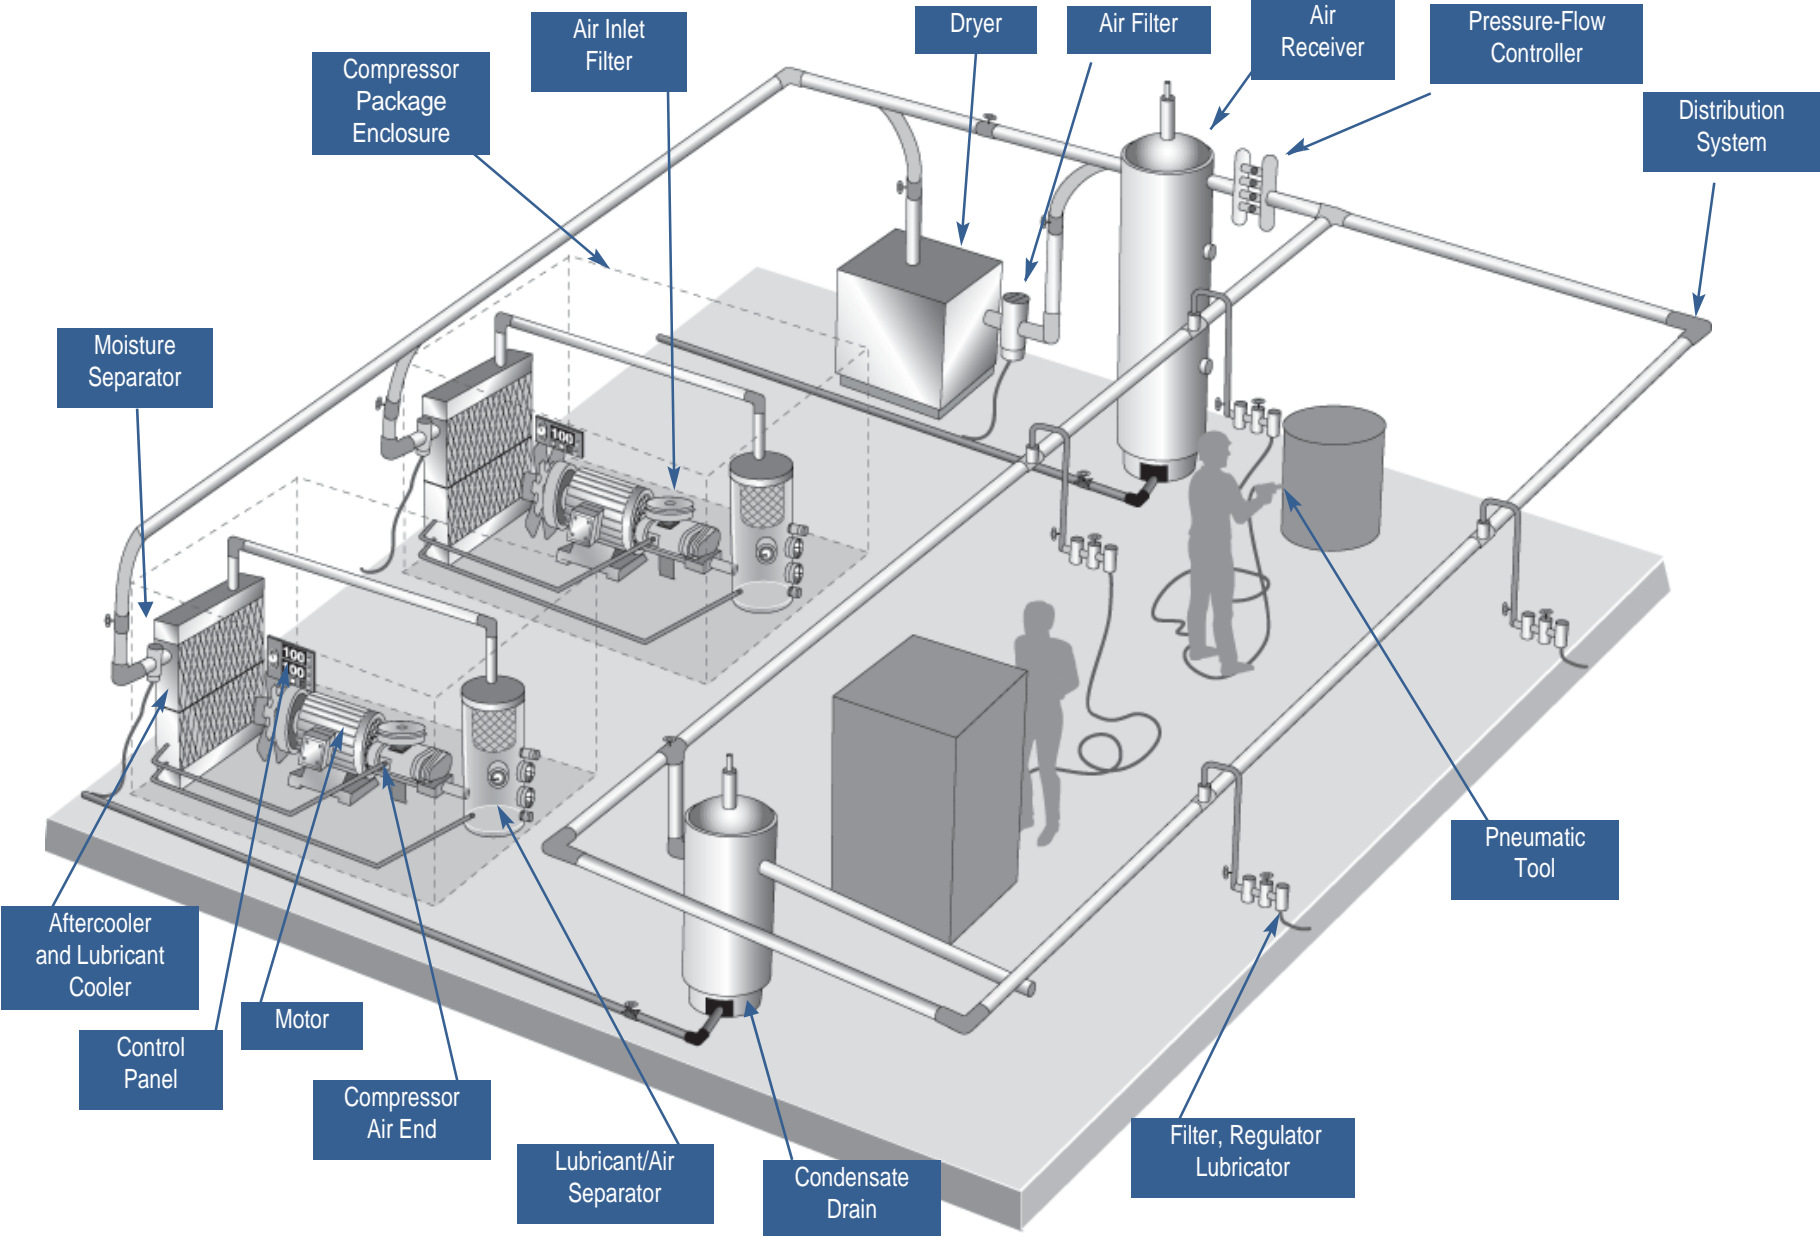 Air Inlet
Filter
Dryer
Air Filter
Air
Receiver
Pressure-Flow
Controller
Compressor
Package
Enclosure
Distribution
System
Moisture
Separator
100
100
100
Pneumatic
Tool
Aftercooler
and Lubricant
Cooler
Motor
Control
Panel
Compressor
Air End
Lubricant/Air
Separator
Condensate
Drain
Filter, Regulator
Lubricator